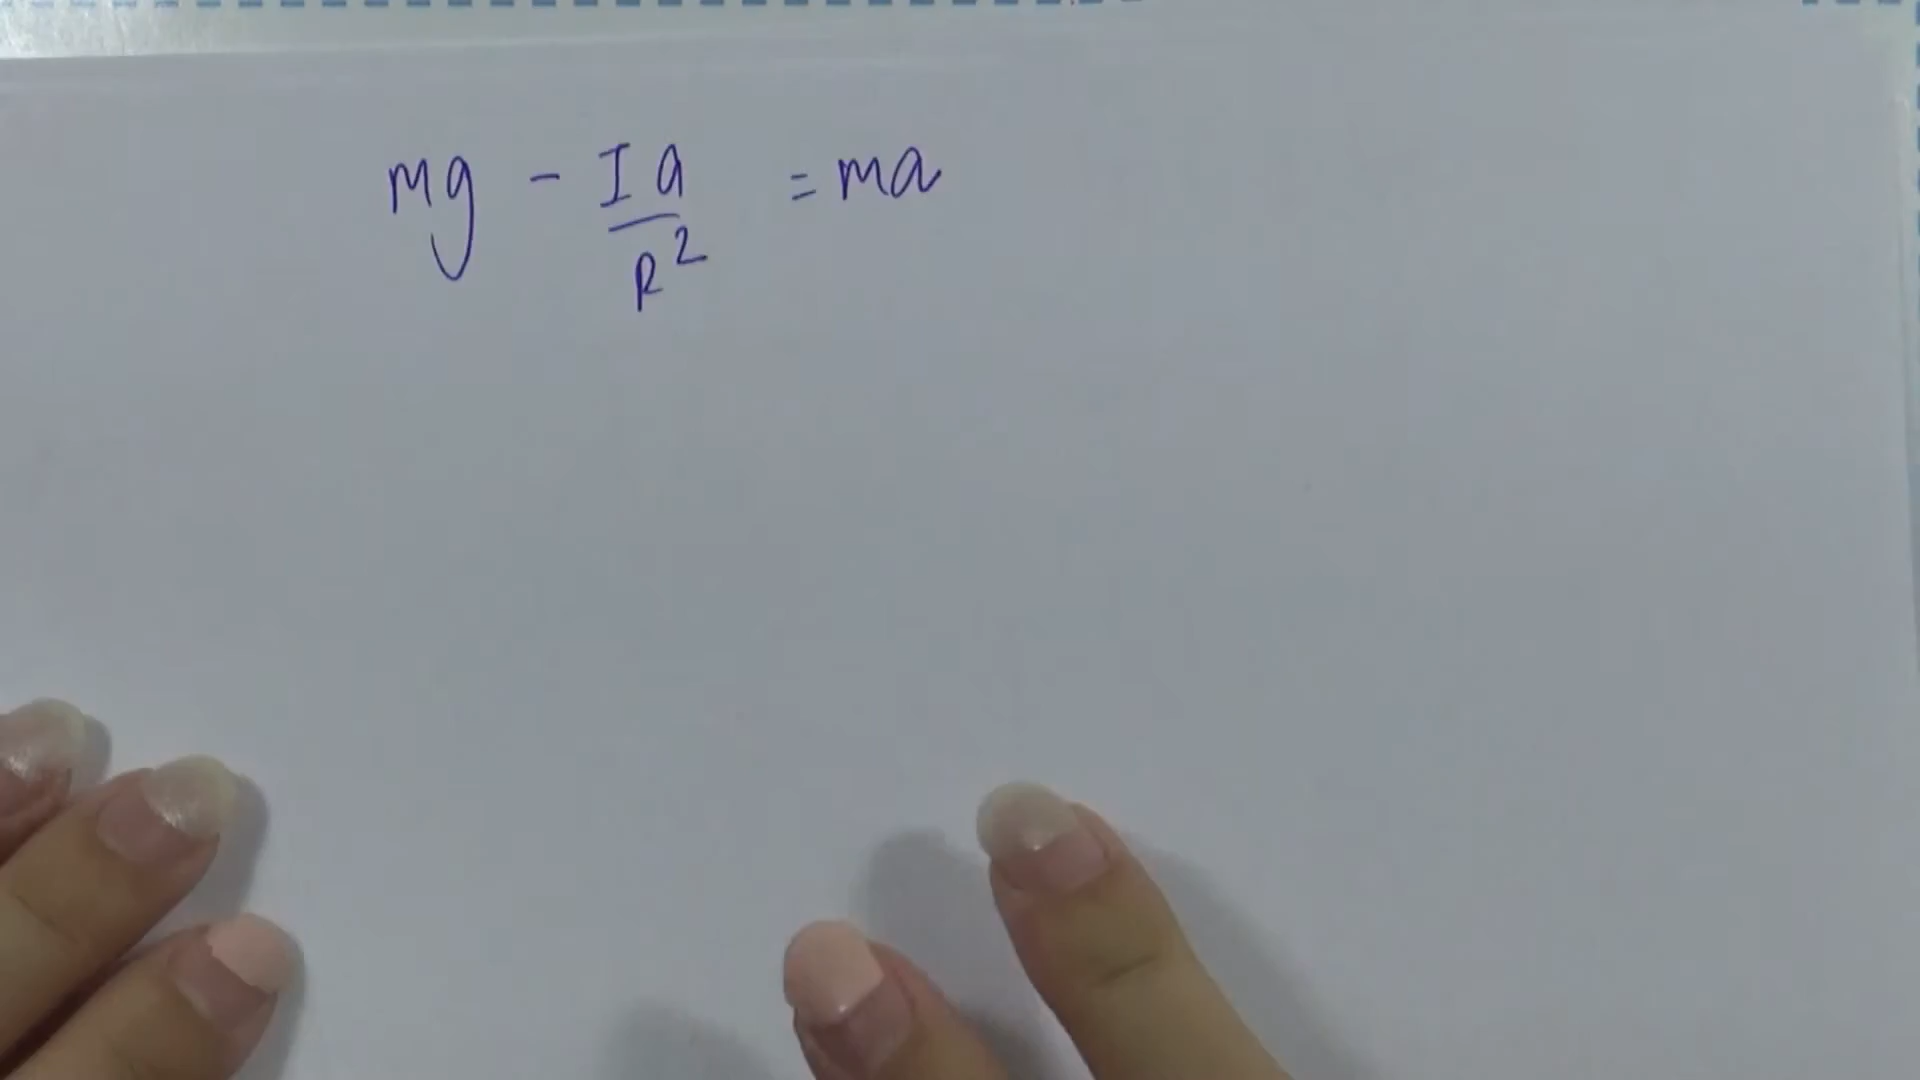 mg - Ia/R² = ma